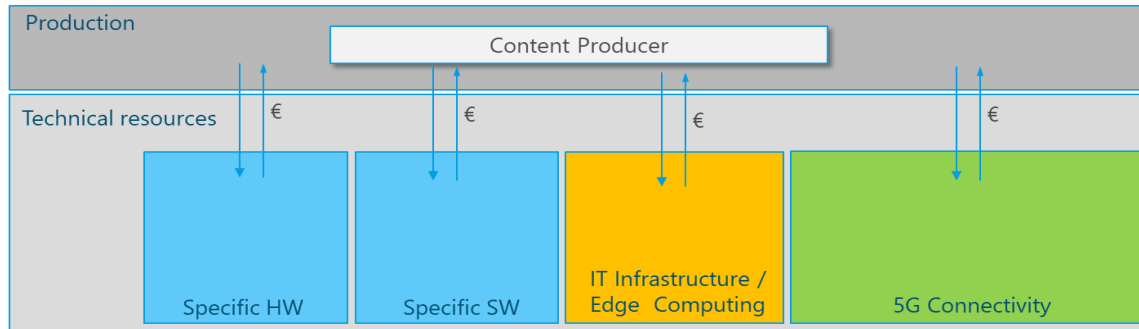 Production
Content Producer
Technical resources
€
€
€
€
Specific HW
Specific SW
IT Infrastructure /
Edge Computing
5G Connectivity